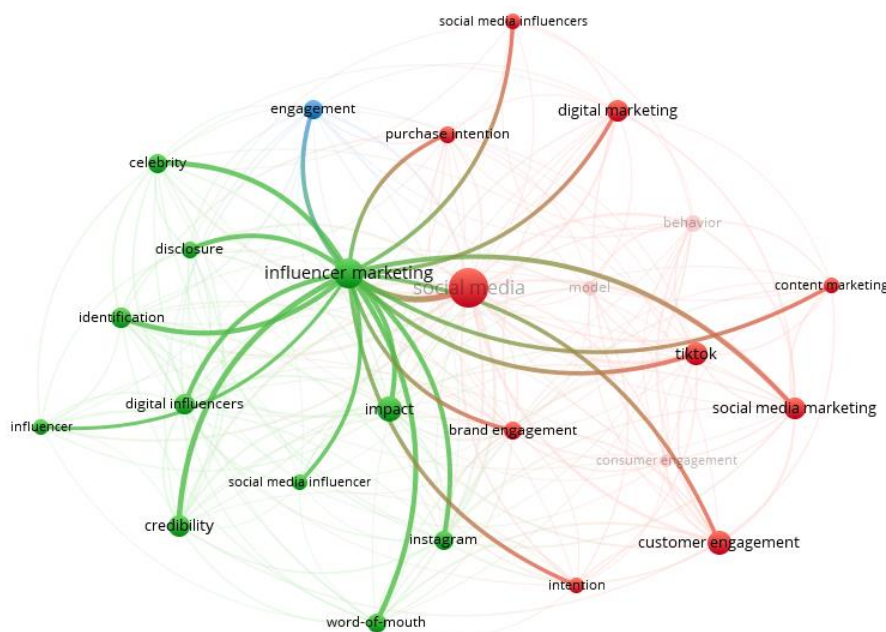 social media influencers
engagement
digital marketing
purchase intention
celebrity
behavior
disclosure
influencer marketing
social media
model
content marketing
identification
tiktok
digital influencers
impact
social media marketing
influencer
brand engagement
consumer engagement
social media influencer
credibility
instagram
customer engagement
intention
word-of-mouth